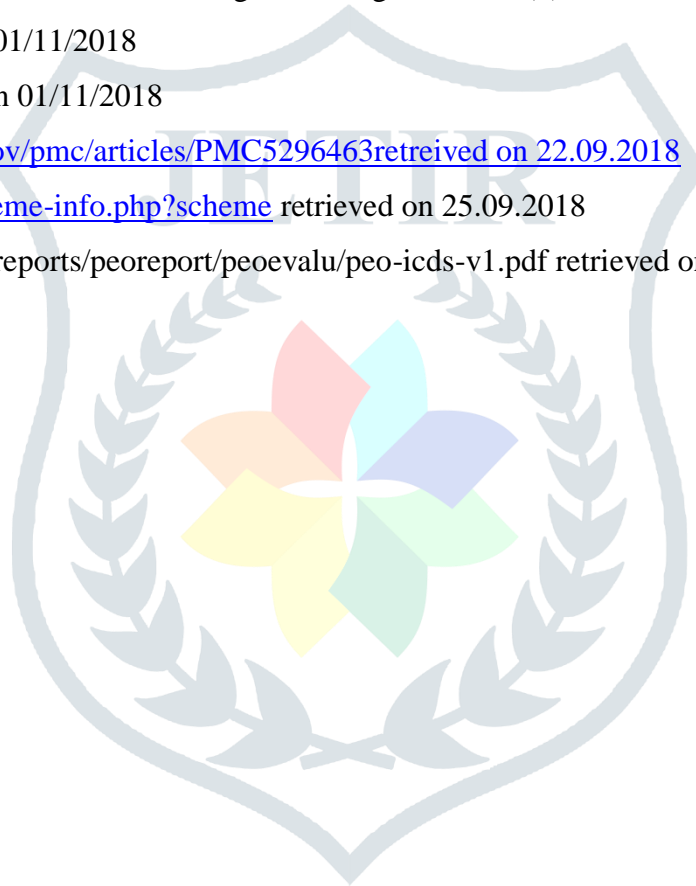 01/11/2018
n 01/11/2018
ov/pmc/articles/PMC5296463retreived on 22.09.2018
eme-info.php?scheme retrieved on 25.09.2018
reports/peoreport/peoevalu/peo-icds-v1.pdf retrieved o
JETIR